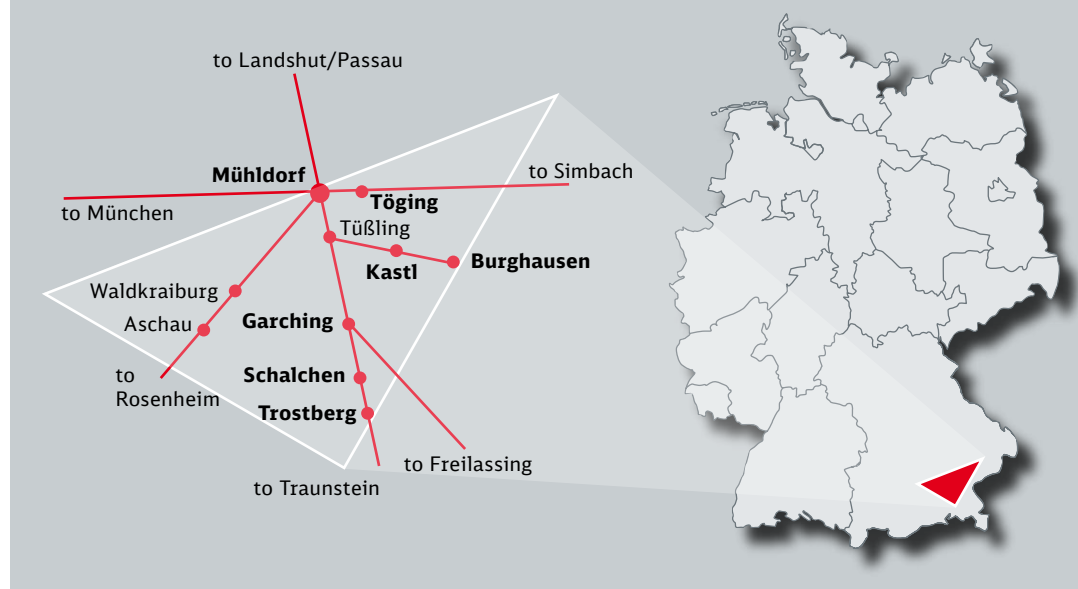 to Landshut/Passau
Mühldorf
to Simbach
to München
Töging
Tüßling
Kastl
Burghausen
Waldkraiburg
Aschau
Garching
to
Rosenheim
Schalchen
Trostberg
to Freilassing
to Traunstein